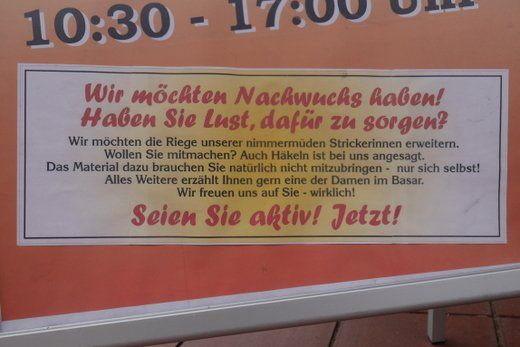 10:30 - 17:00 Uhr
Wir möchten Nachwuchs haben!
Haben Sie Lust, dafür zu sorgen?
Wir möchten die Riege unserer nimmermüden Strickerinnen erweitern.
Wollen Sie mitmachen? Auch Häkeln ist bei uns angesagt.
Das Material dazu brauchen Sie natürlich nicht mitzubringen - nur sich selbst!
Alles Weitere erzählt Ihnen gern eine der Damen im Basar.
Wir freuen uns auf Sie - wirklich!
Seien Sie aktiv! Jetzt!